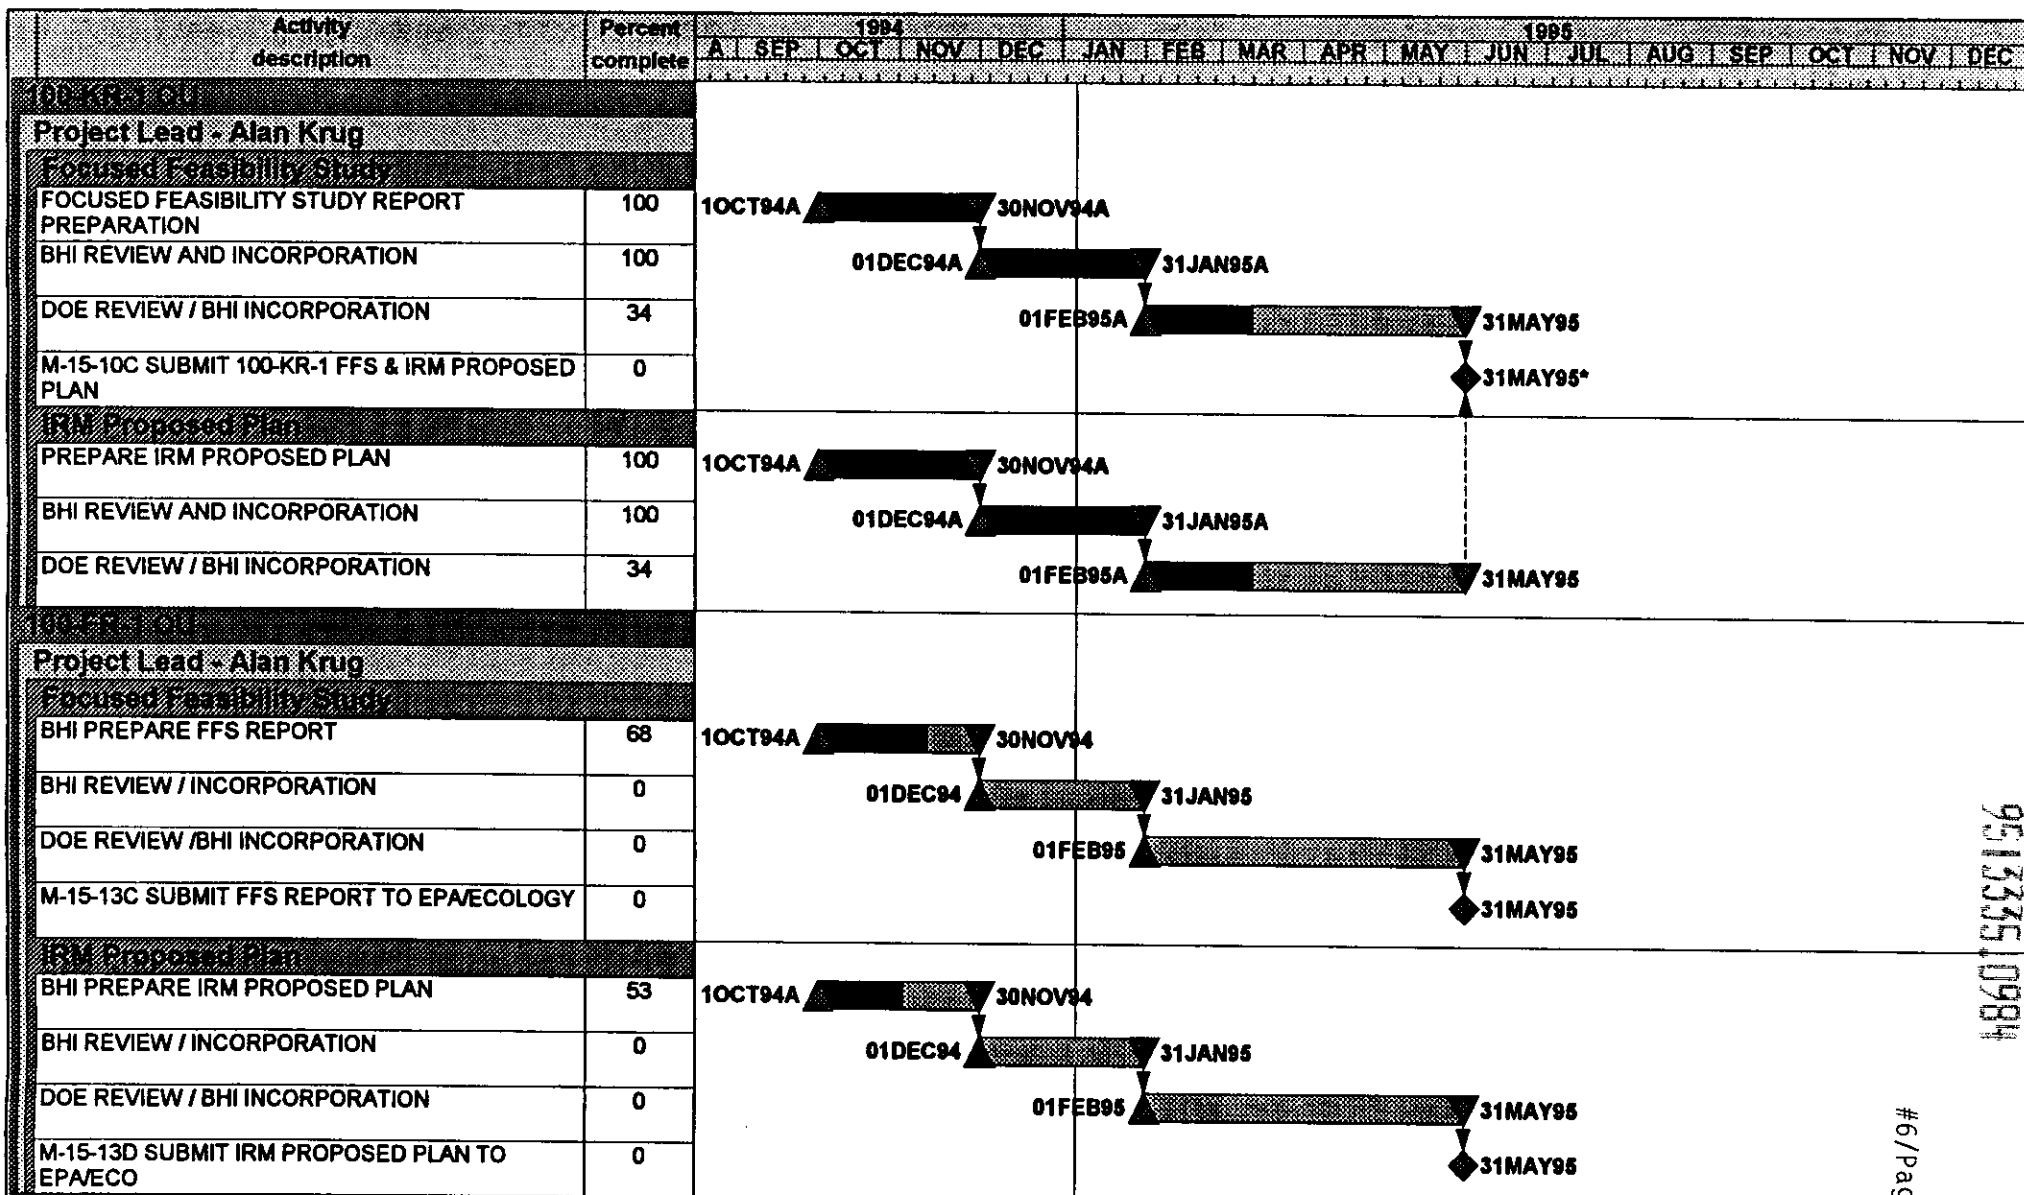 Activity description Percent complete
1994 1995
A SEP OCT NOV DEC JAN FEB MAR APR MAY JUN JUL AUG SEP OCT NOV DEC
100-KR-1 OU
Project Lead - Alan Krug
Focused Feasibility Study
FOCUSED FEASIBILITY STUDY REPORT PREPARATION 100 1OCT94A 30NOV94A
BHI REVIEW AND INCORPORATION 100 01DEC94A 31JAN95A
DOE REVIEW / BHI INCORPORATION 34 01FEB95A 31MAY95
M-15-10C SUBMIT 100-KR-1 FFS & IRM PROPOSED PLAN 0 31MAY95*
IRM Proposed Plan
PREPARE IRM PROPOSED PLAN 100 1OCT94A 30NOV94A
BHI REVIEW AND INCORPORATION 100 01DEC94A 31JAN95A
DOE REVIEW / BHI INCORPORATION 34 01FEB95A 31MAY95
100-FR-1 OU
Project Lead - Alan Krug
Focused Feasibility Study
BHI PREPARE FFS REPORT 68 1OCT94A 30NOV94
BHI REVIEW / INCORPORATION 0 01DEC94 31JAN95
DOE REVIEW /BHI INCORPORATION 0 01FEB95 31MAY95
M-15-13C SUBMIT FFS REPORT TO EPA/ECOLOGY 0 31MAY95
IRM Proposed Plan
BHI PREPARE IRM PROPOSED PLAN 53 1OCT94A 30NOV94
BHI REVIEW / INCORPORATION 0 01DEC94 31JAN95
DOE REVIEW / BHI INCORPORATION 0 01FEB95 31MAY95
M-15-13D SUBMIT IRM PROPOSED PLAN TO EPA/ECO 0 31MAY95
9513335.0984
#6/Pag